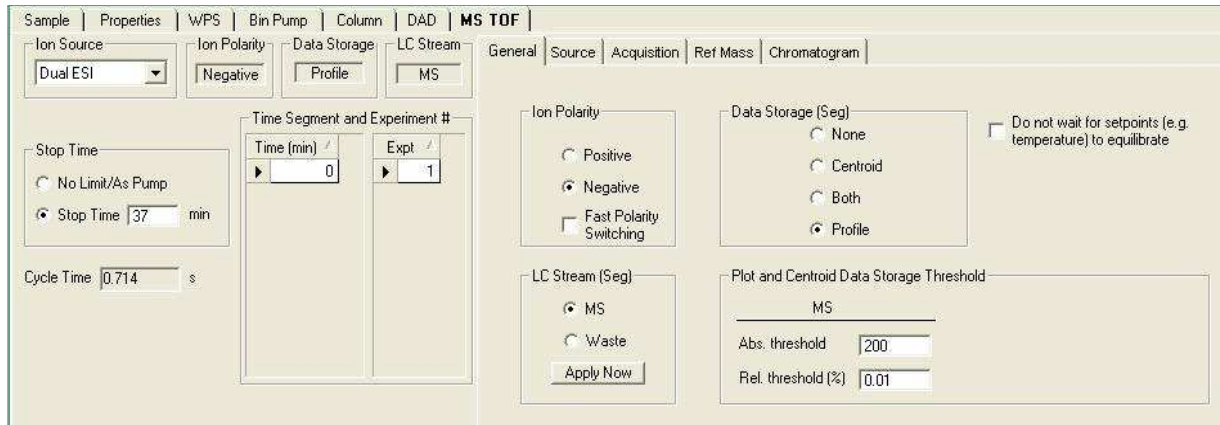 Sample | Properties | WPS | Bin Pump | Column | DAD | MS TOF
Ion Source
Dual ESI
Ion Polarity
Negative
Data Storage
Profile
LC Stream
MS
Stop Time
No Limit/As Pump
Stop Time 37 min
Cycle Time 0.714 s
Time Segment and Experiment #
Time (min)
0
Expt
1
General Source Acquisition Ref Mass Chromatogram
Ion Polarity
Positive
Negative
Fast Polarity
Switching
Data Storage (Seg)
None
Centroid
Both
Profile
Do not wait for setpoints (e.g.
temperature) to equilibrate
LC Stream (Seg)
MS
Waste
Apply Now
Plot and Centroid Data Storage Threshold
MS
Abs. threshold 200
Rel. threshold (%) 0.01